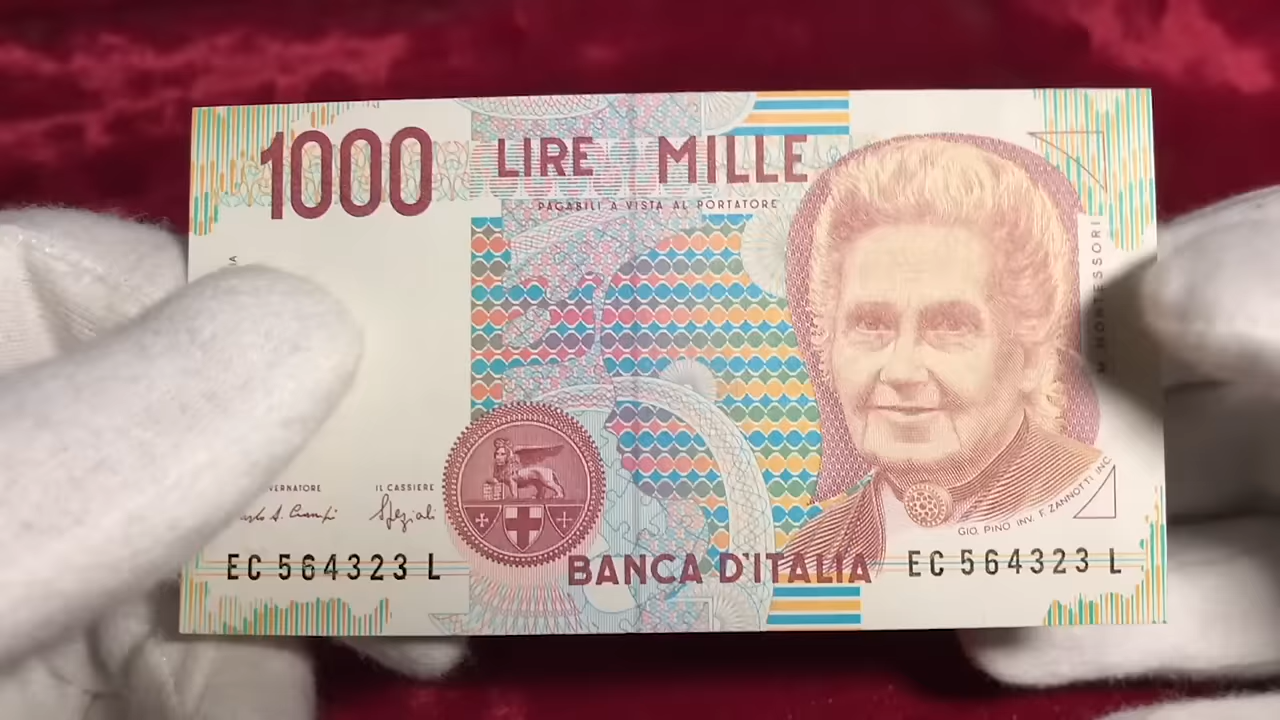 1000 LIRE MILLE
PAGABILI A VISTA AL PORTATORE
IL CASSIERE
EC 564323 L
BANCA D'ITALIA
EC 564323 L
GIO. PINO INV. F. ZANNOTTI INC.
M. MONTESSORI